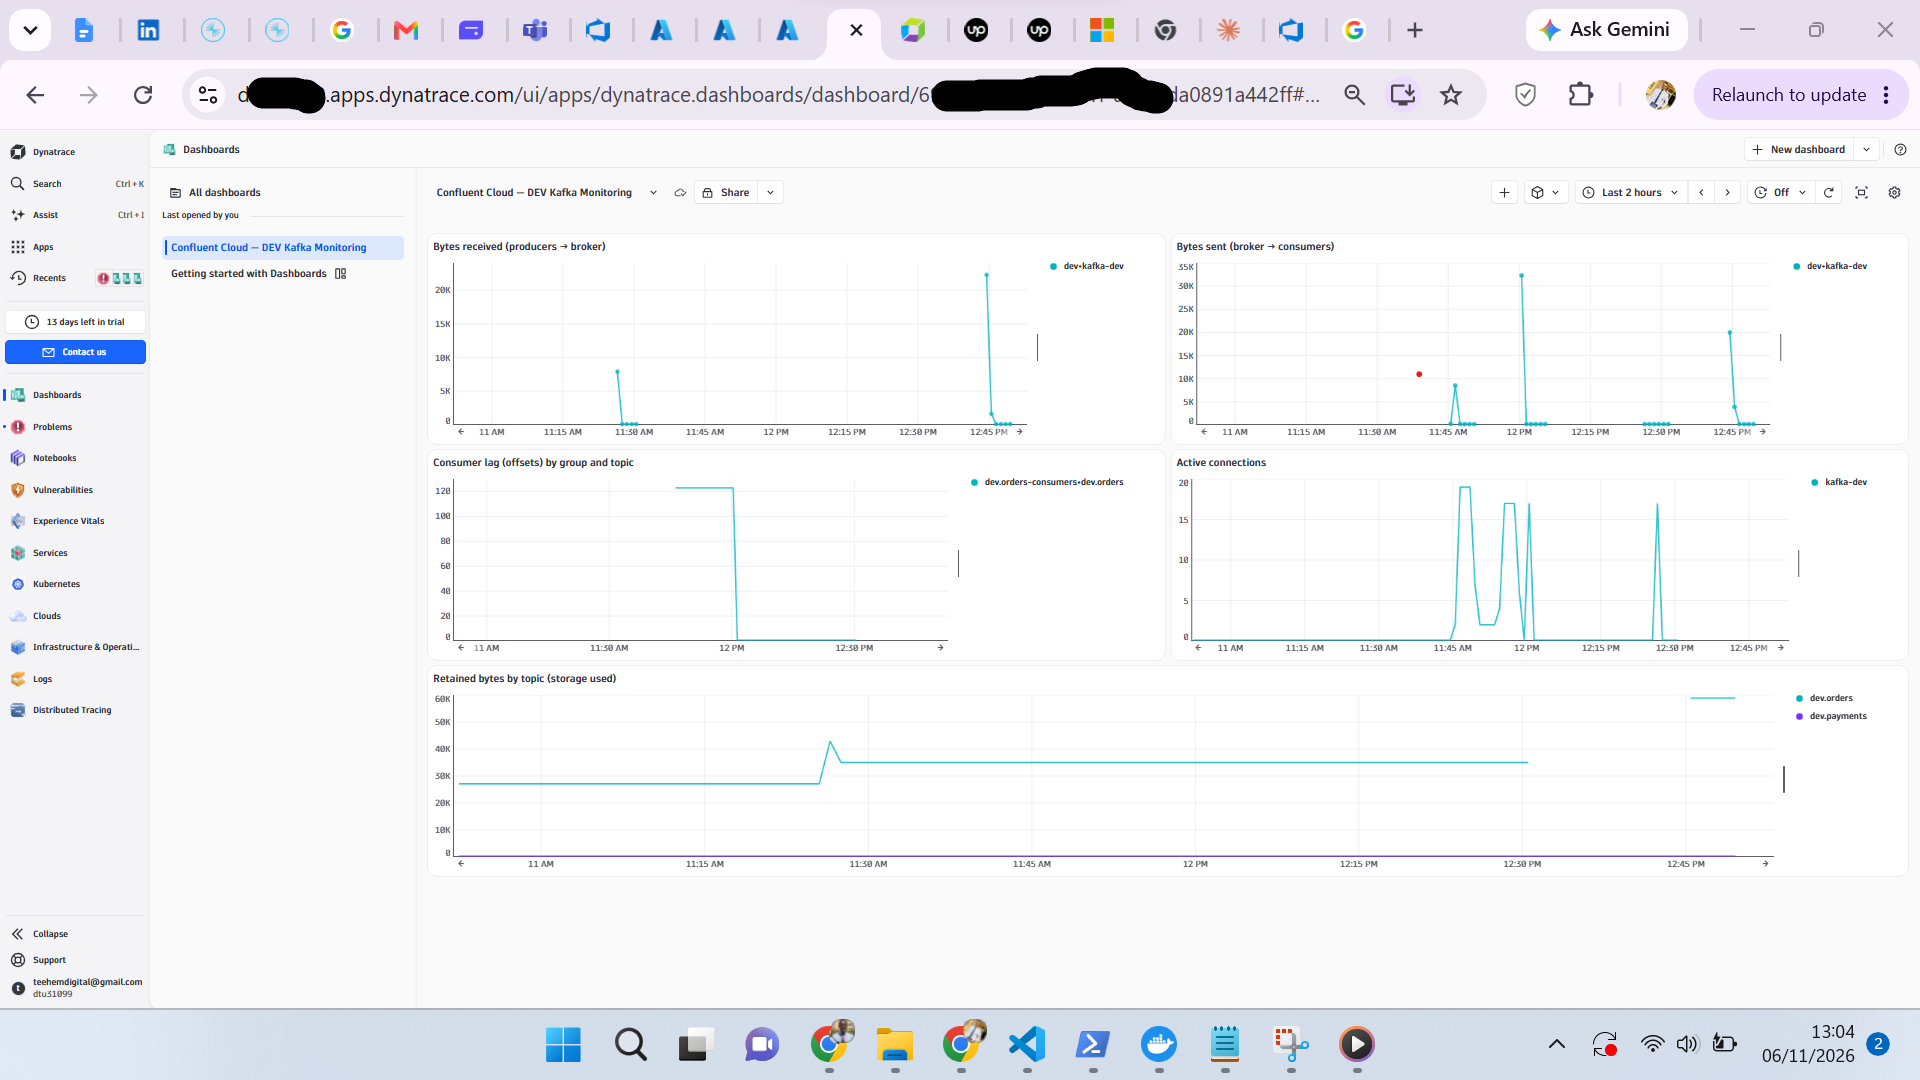 Ask Gemini
d .apps.dynatrace.com/ui/apps/dynatrace.dashboards/dashboard/6 da0891a442ff#...
Relaunch to update
Dynatrace
Search Ctrl + K
Assist Ctrl + I
Apps
Recents
13 days left in trial
Contact us
Dashboards
Problems
Notebooks
Vulnerabilities
Experience Vitals
Services
Kubernetes
Clouds
Infrastructure & Operati...
Logs
Distributed Tracing
Collapse
Support
teehemdigital@gmail.com
dtu31099
Dashboards
New dashboard
All dashboards
Last opened by you
Confluent Cloud — DEV Kafka Monitoring
Getting started with Dashboards
Confluent Cloud — DEV Kafka Monitoring
Share
Last 2 hours
Off
Bytes received (producers → broker)
20K
15K
10K
5K
0
11 AM 11:15 AM 11:30 AM 11:45 AM 12 PM 12:15 PM 12:30 PM 12:45 PM
dev•kafka-dev
Bytes sent (broker → consumers)
35K
30K
25K
20K
15K
10K
5K
0
11 AM 11:15 AM 11:30 AM 11:45 AM 12 PM 12:15 PM 12:30 PM 12:45 PM
dev•kafka-dev
Consumer lag (offsets) by group and topic
120
100
80
60
40
20
0
11 AM 11:30 AM 12 PM 12:30 PM
dev.orders-consumers•dev.orders
Active connections
20
15
10
5
0
11 AM 11:15 AM 11:30 AM 11:45 AM 12 PM 12:15 PM 12:30 PM 12:45 PM
kafka-dev
Retained bytes by topic (storage used)
60K
50K
40K
30K
20K
10K
0
11 AM 11:15 AM 11:30 AM 11:45 AM 12 PM 12:15 PM 12:30 PM 12:45 PM
dev.orders
dev.payments
13:04
06/11/2026
2